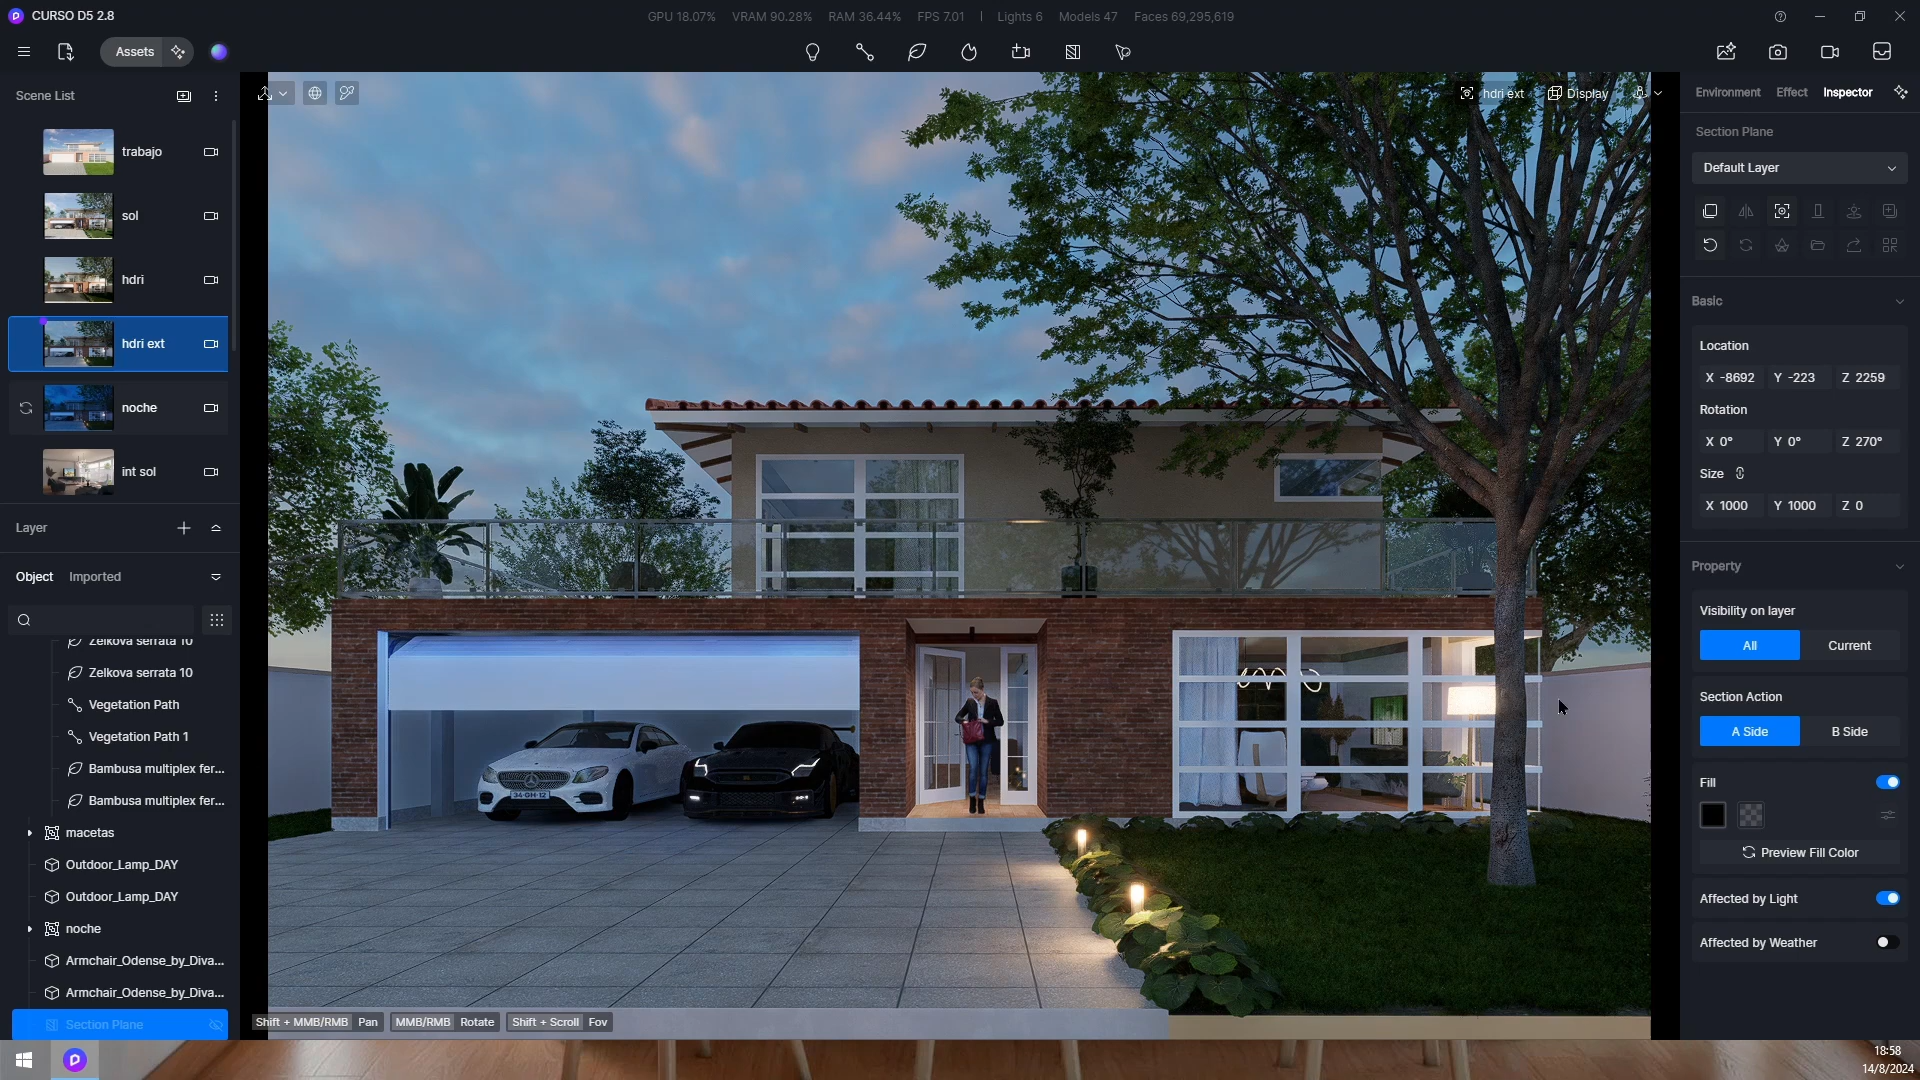 CURSO D5 2.8
GPU 18.07% VRAM 90.28% RAM 36.44% FPS 7.01 | Lights 6 Models 47 Faces 69,295,619
Assets
Scene List
trabajo
sol
hdri
hdri ext
noche
int sol
Layer
Object Imported
Zelkova serrata 10
Zelkova serrata 10
Vegetation Path
Vegetation Path 1
Bambusa multiplex fer...
Bambusa multiplex fer...
macetas
Outdoor_Lamp_DAY
Outdoor_Lamp_DAY
noche
Armchair_Odense_by_Diva...
Armchair_Odense_by_Diva...
Section Plane
hdri ext Display
34 GH 12
Shift + MMB/RMB Pan MMB/RMB Rotate Shift + Scroll Fov
Environment Effect Inspector
Section Plane
Default Layer
Basic
Location
X -8692 Y -223 Z 2259
Rotation
X 0° Y 0° Z 270°
Size
X 1000 Y 1000 Z 0
Property
Visibility on layer
All Current
Section Action
A Side B Side
Fill
Preview Fill Color
Affected by Light
Affected by Weather
18:58
14/8/2024